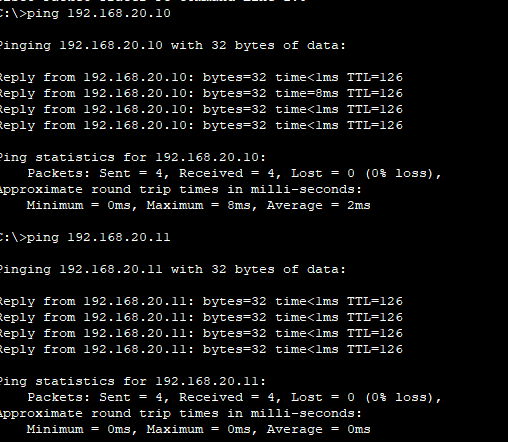 C:\>ping 192.168.20.10
Pinging 192.168.20.10 with 32 bytes of data:
Reply from 192.168.20.10: bytes=32 time<1ms TTL=126
Reply from 192.168.20.10: bytes=32 time=8ms TTL=126
Reply from 192.168.20.10: bytes=32 time<1ms TTL=126
Reply from 192.168.20.10: bytes=32 time<1ms TTL=126
Ping statistics for 192.168.20.10:
    Packets: Sent = 4, Received = 4, Lost = 0 (0% loss),
Approximate round trip times in milli-seconds:
    Minimum = 0ms, Maximum = 8ms, Average = 2ms
C:\>ping 192.168.20.11
Pinging 192.168.20.11 with 32 bytes of data:
Reply from 192.168.20.11: bytes=32 time<1ms TTL=126
Reply from 192.168.20.11: bytes=32 time<1ms TTL=126
Reply from 192.168.20.11: bytes=32 time<1ms TTL=126
Reply from 192.168.20.11: bytes=32 time<1ms TTL=126
Ping statistics for 192.168.20.11:
    Packets: Sent = 4, Received = 4, Lost = 0 (0% loss),
Approximate round trip times in milli-seconds:
    Minimum = 0ms, Maximum = 0ms, Average = 0ms